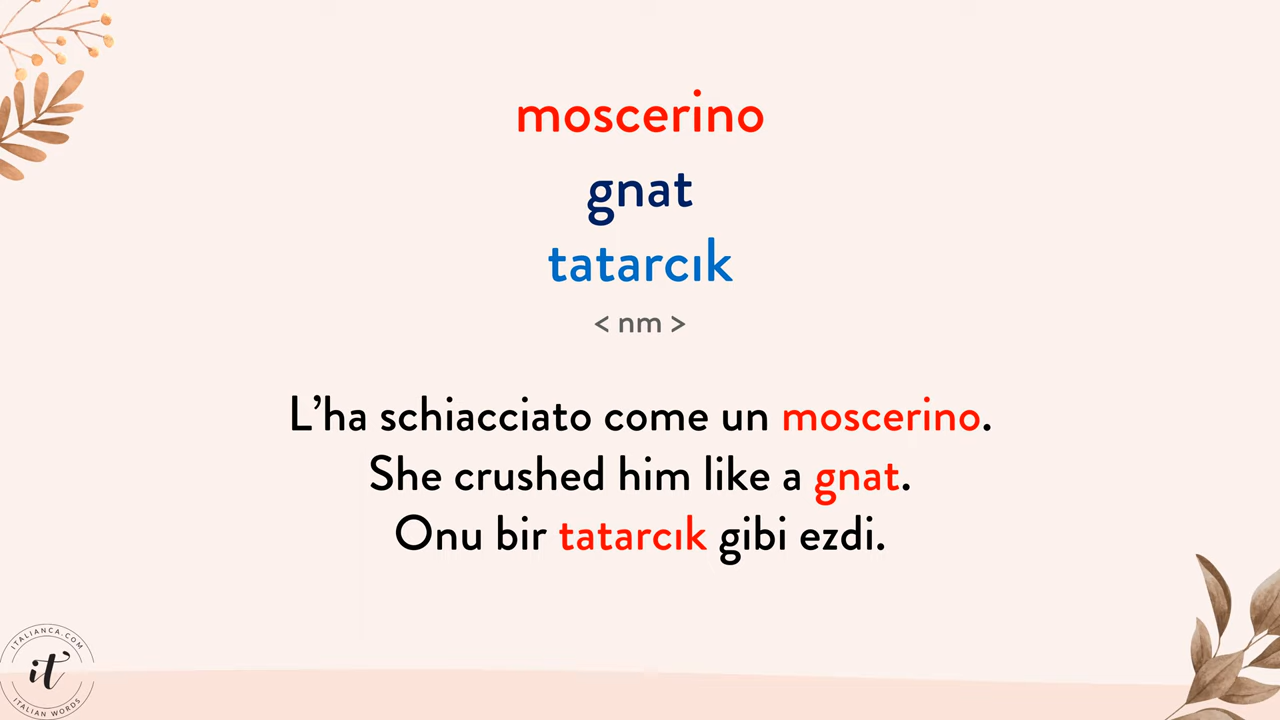 moscerino
gnat
tatarcık
< nm >
L’ha schiacciato come un moscerino.
She crushed him like a gnat.
Onu bir tatarcık gibi ezdi.
ITALIANCA.COM
it
ITALIAN WORDS